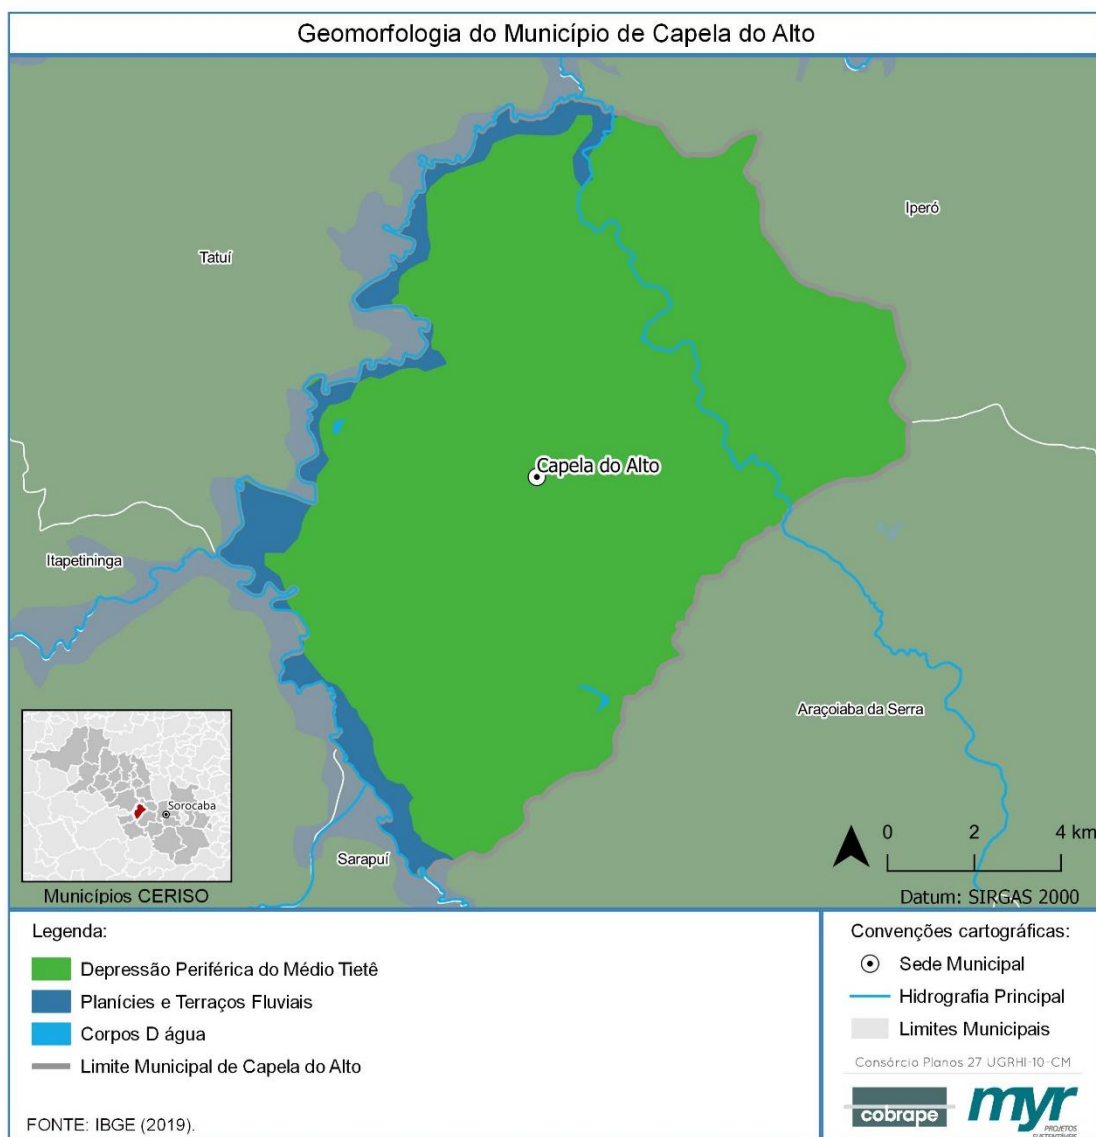 Geomorfologia do Município de Capela do Alto
Iperó
Tatuí
Capela do Alto
Itapetininga
Araçoiaba da Serra
Sorocaba
Sarapuí
0 2 4 km
Municípios CERISO
Datum: SIRGAS 2000
Legenda:
Depressão Periférica do Médio Tietê
Planícies e Terraços Fluviais
Corpos D água
Limite Municipal de Capela do Alto
FONTE: IBGE (2019).
Convenções cartográficas:
Sede Municipal
Hidrografia Principal
Limites Municipais
Consórcio Planos 27 UGRHI-10-CM
cobrape
myr
PROJETOS
SUSTENTÁVEIS